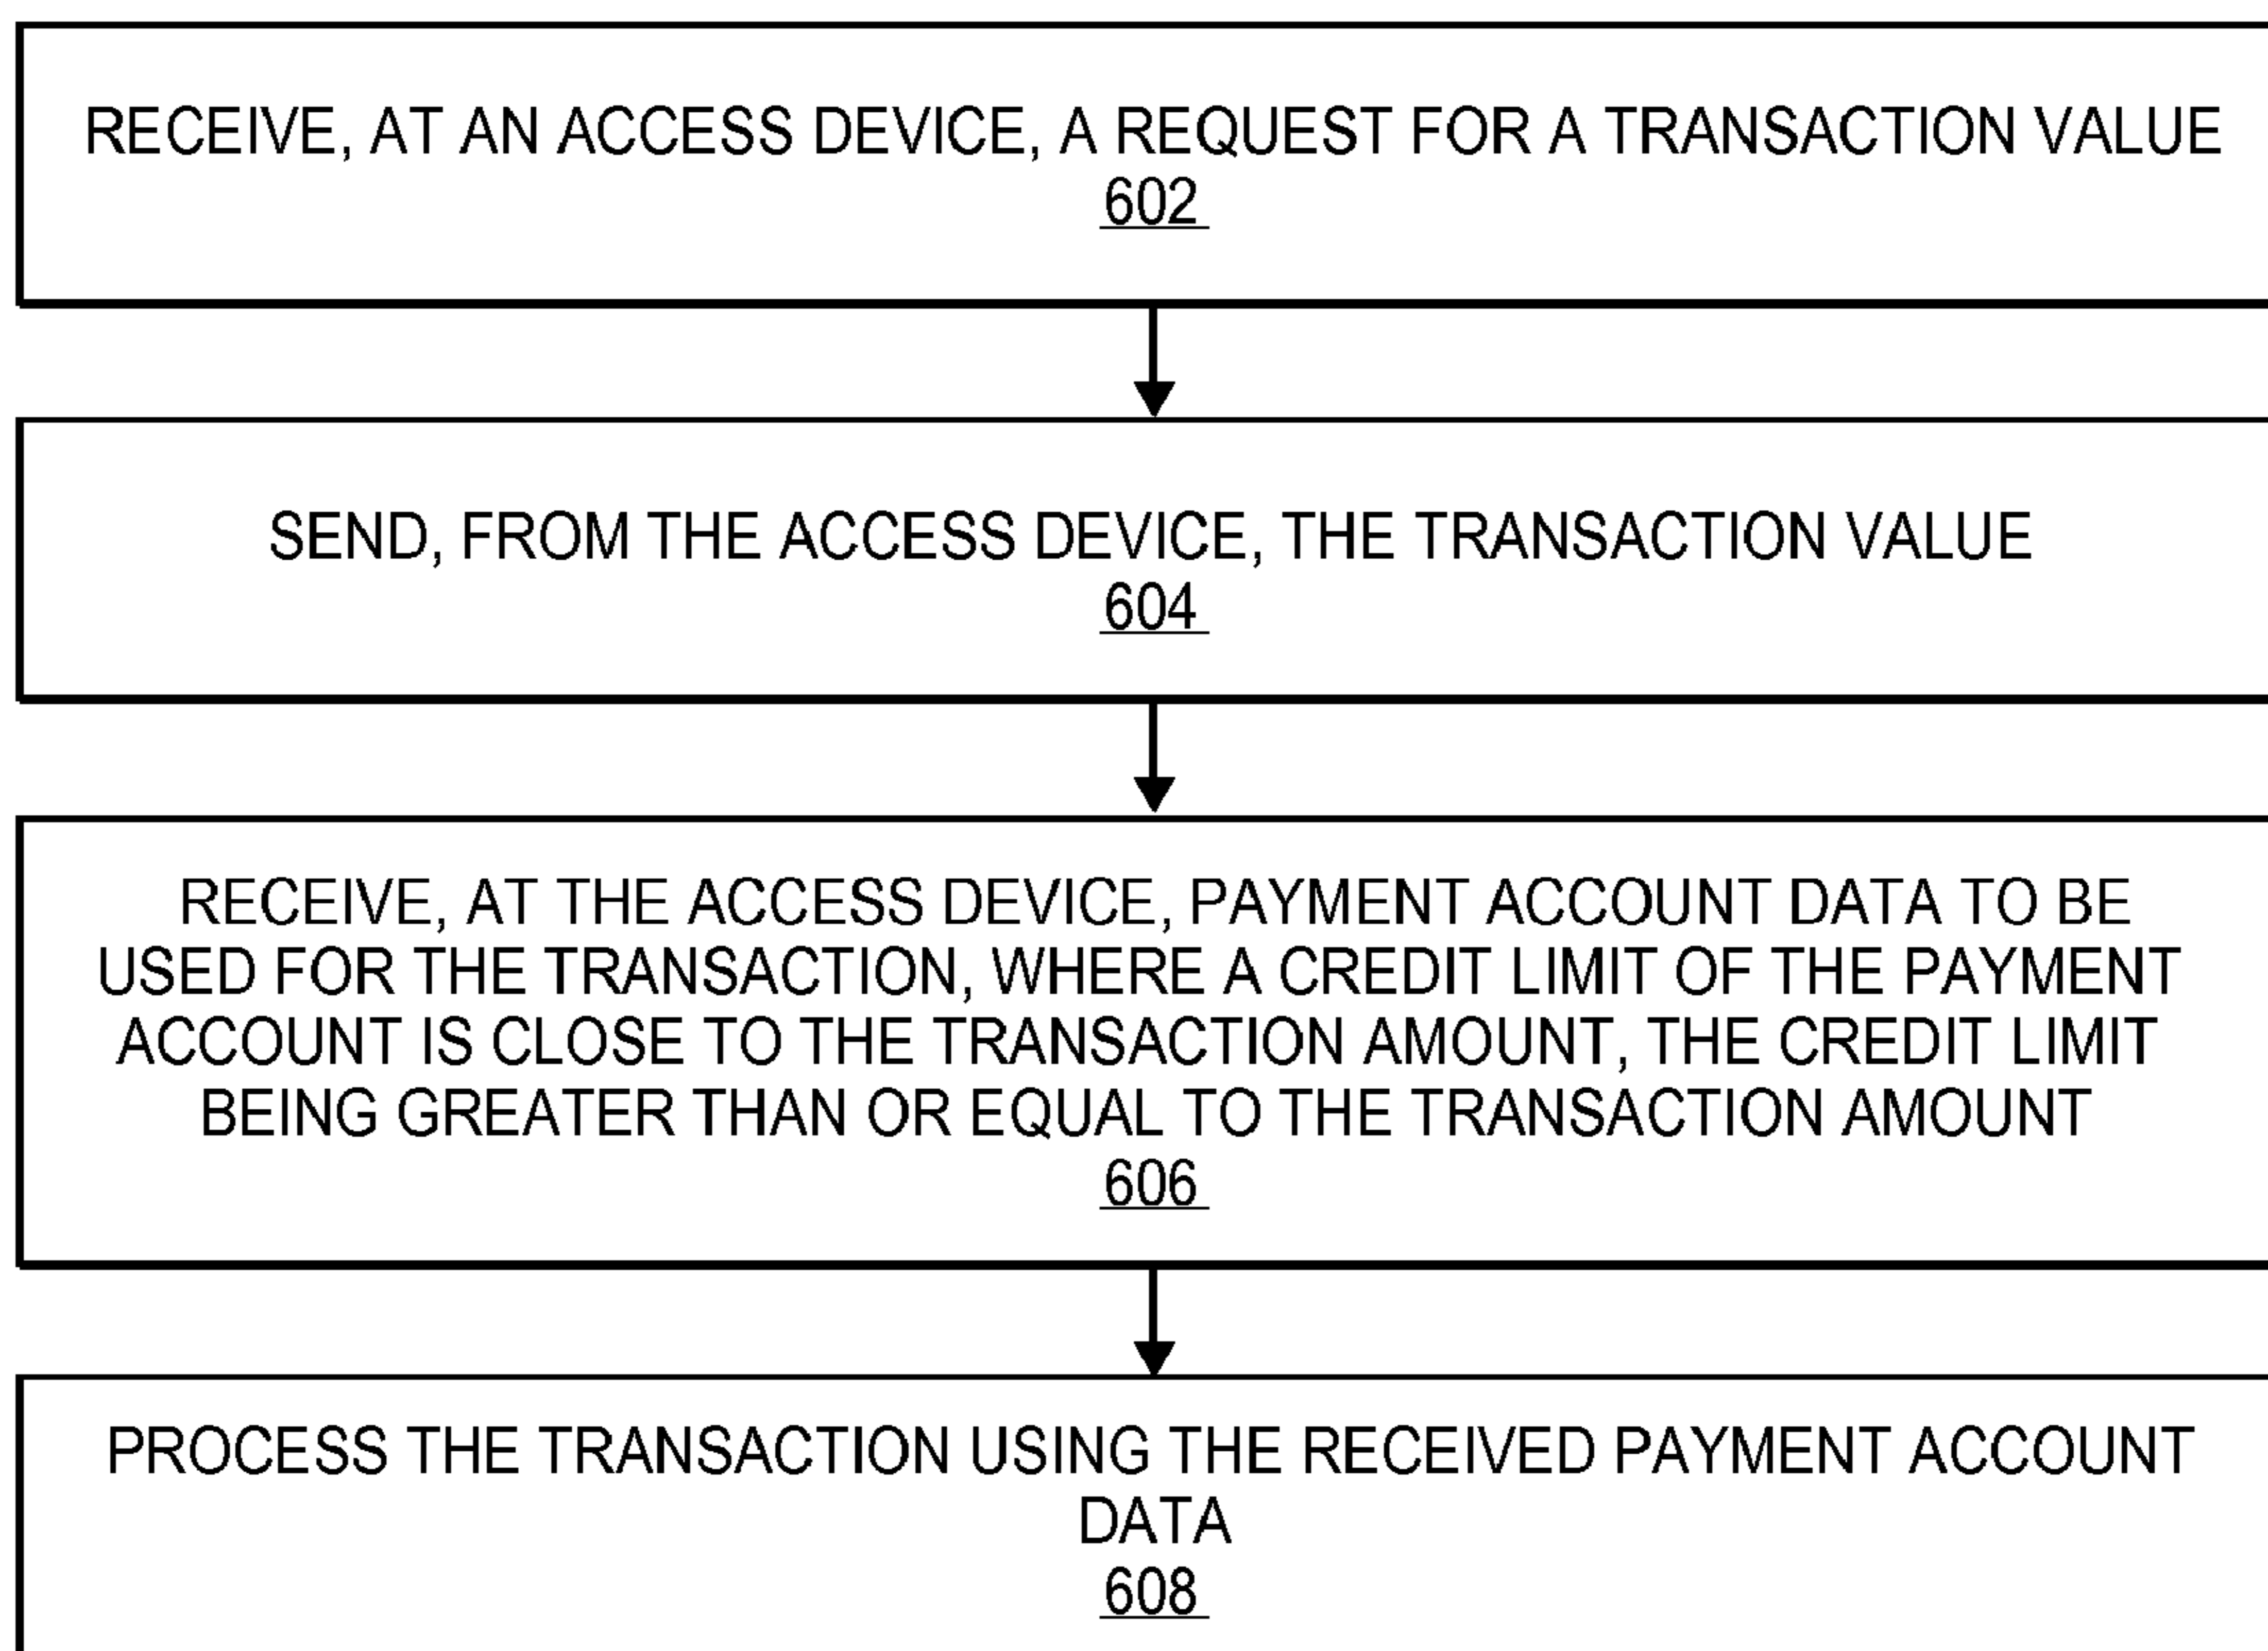 RECEIVE, AT AN ACCESS DEVICE, A REQUEST FOR A TRANSACTION VALUE
602
SEND, FROM THE ACCESS DEVICE, THE TRANSACTION VALUE
604
RECEIVE, AT THE ACCESS DEVICE, PAYMENT ACCOUNT DATA TO BE
USED FOR THE TRANSACTION, WHERE A CREDIT LIMIT OF THE PAYMENT
ACCOUNT IS CLOSE TO THE TRANSACTION AMOUNT, THE CREDIT LIMIT
BEING GREATER THAN OR EQUAL TO THE TRANSACTION AMOUNT
606
PROCESS THE TRANSACTION USING THE RECEIVED PAYMENT ACCOUNT
DATA
608